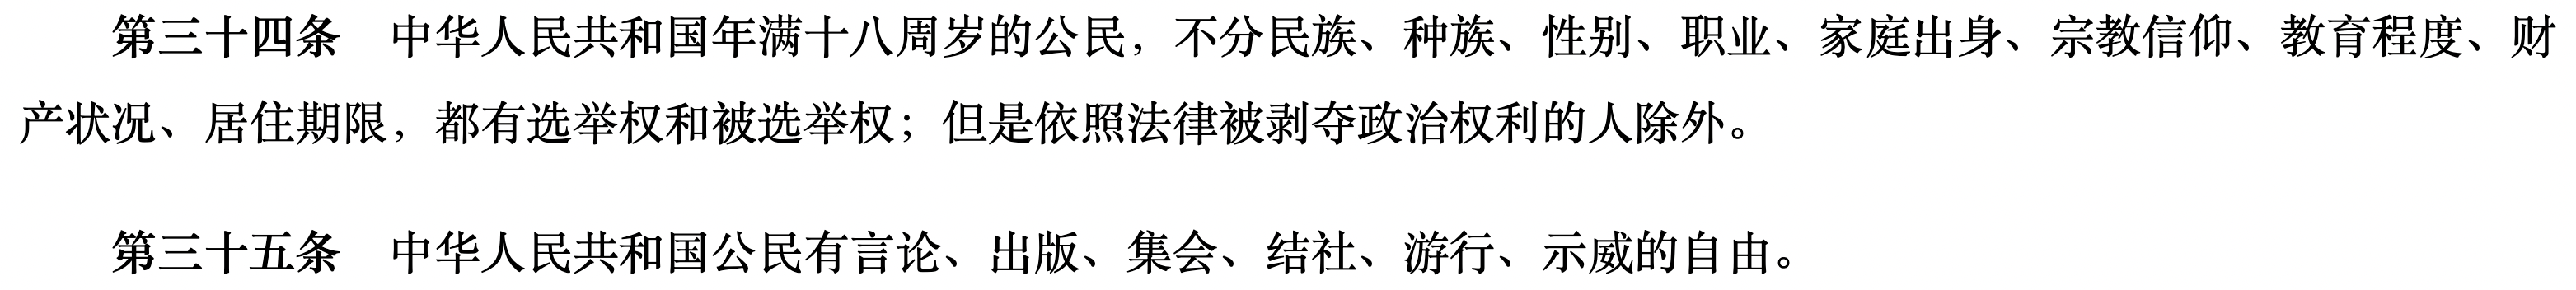 第三十四条　中华人民共和国年满十八周岁的公民，不分民族、种族、性别、职业、家庭出身、宗教信仰、教育程度、财
产状况、居住期限，都有选举权和被选举权；但是依照法律被剥夺政治权利的人除外。
第三十五条　中华人民共和国公民有言论、出版、集会、结社、游行、示威的自由。